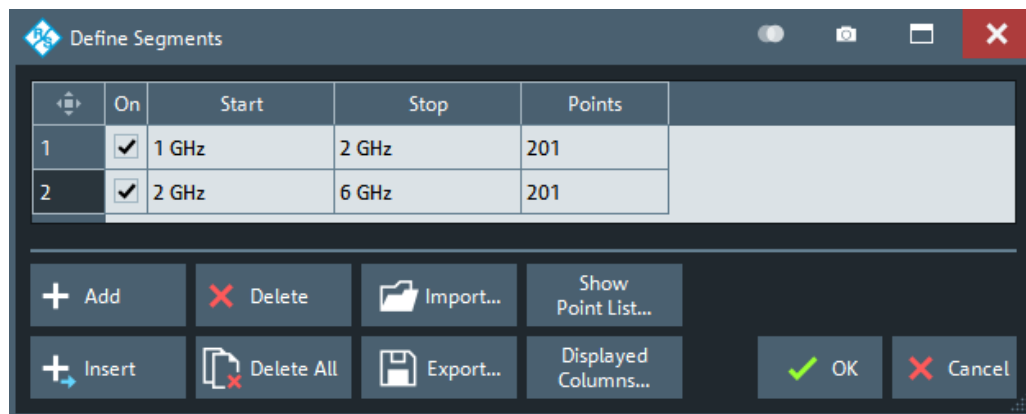 R&S Define Segments
On Start Stop Points
1 1 GHz 2 GHz 201
2 2 GHz 6 GHz 201
Add Delete Import... Show
Point List...
Insert Delete All Export... Displayed
Columns... OK Cancel